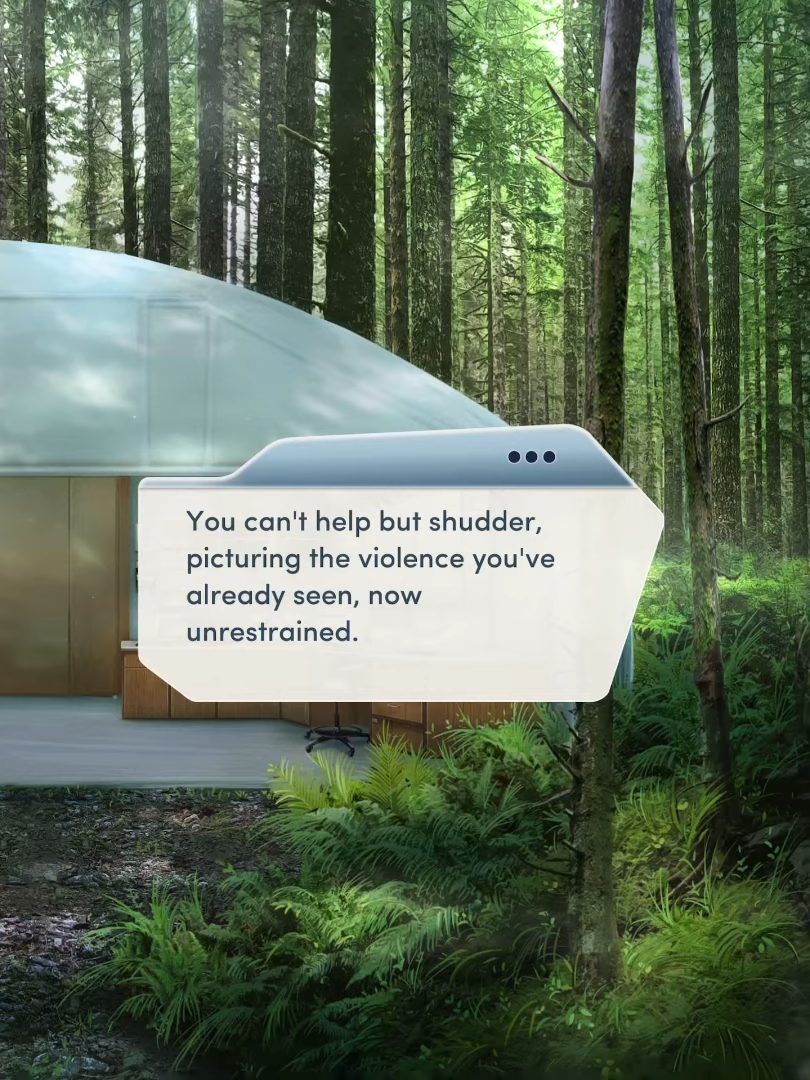 You can't help but shudder,
picturing the violence you've
already seen, now
unrestrained.